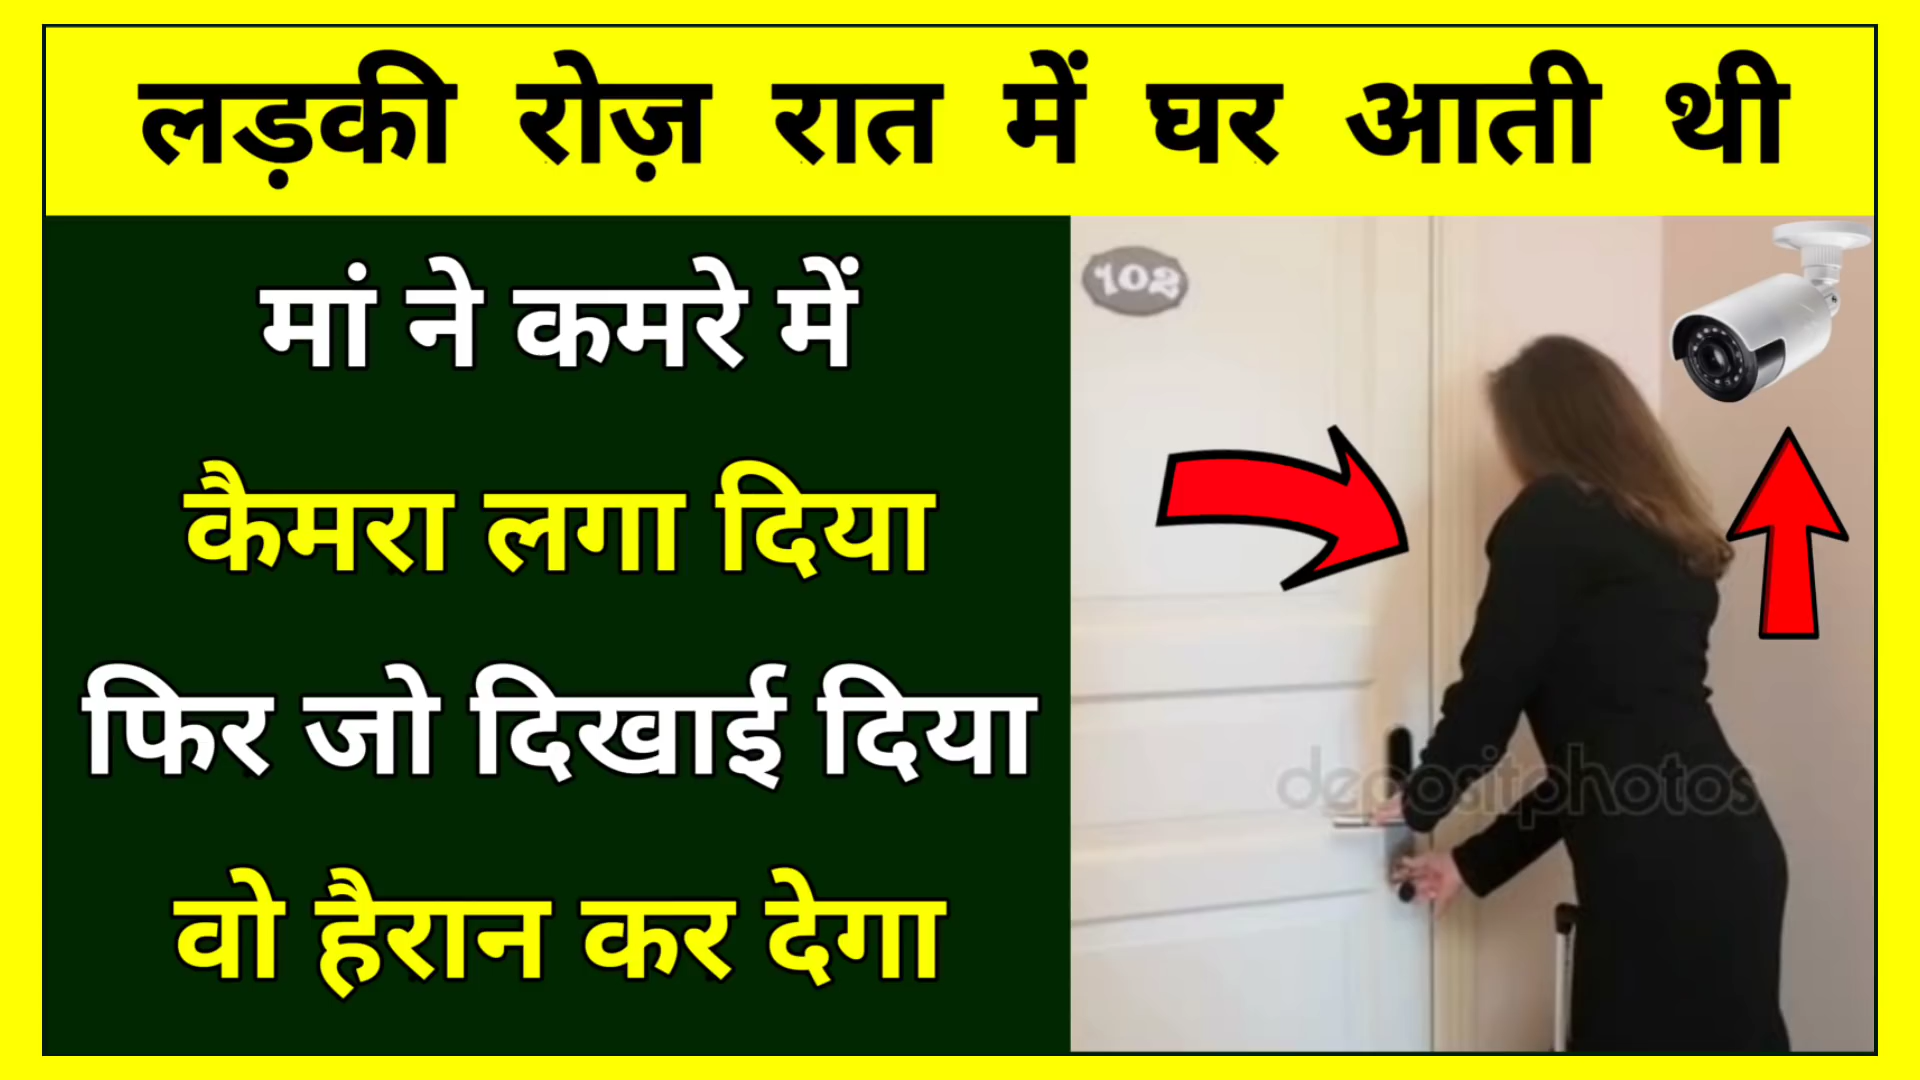 लड़की रोज़ रात में घर आती थी
मां ने कमरे में
कैमरा लगा दिया
फिर जो दिखाई दिया
वो हैरान कर देगा
102
depositphotos